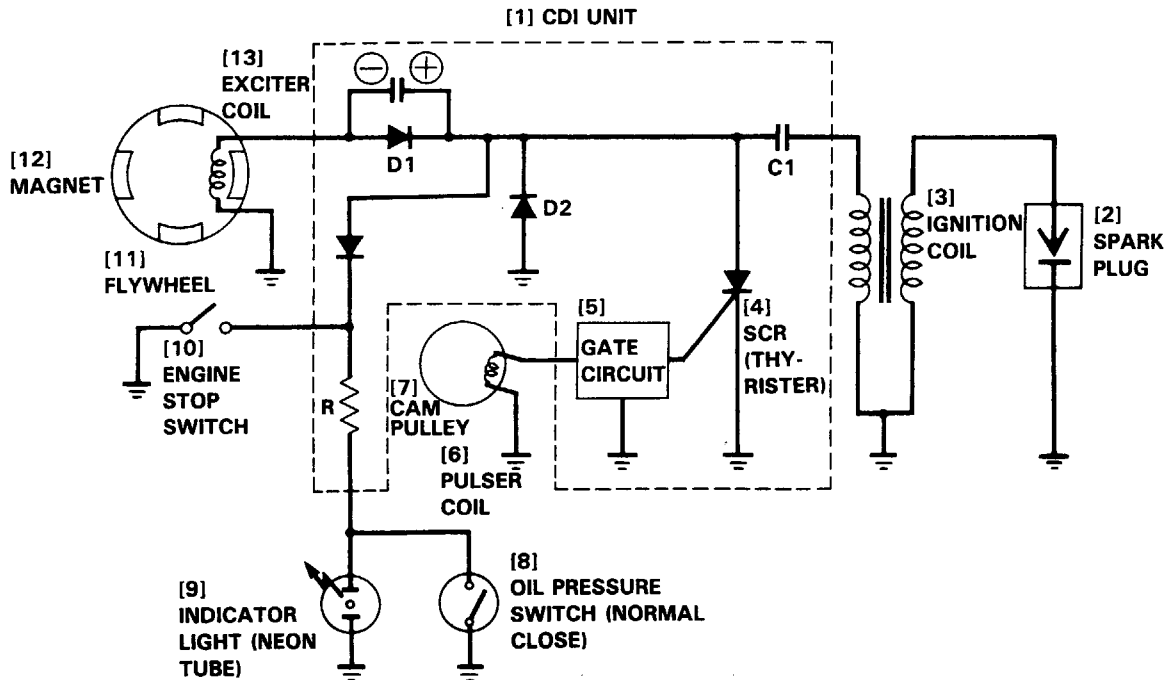 [1] CDI UNIT
[13]
EXCITER
COIL
− +
[12]
MAGNET
D1
C1
D2
[3]
IGNITION
COIL
[2]
SPARK
PLUG
[11]
FLYWHEEL
[10]
ENGINE
STOP
SWITCH
R
[7]
CAM
PULLEY
[5]
GATE
CIRCUIT
[4]
SCR
(THY-
RISTER)
[6]
PULSER
COIL
[9]
INDICATOR
LIGHT (NEON
TUBE)
[8]
OIL PRESSURE
SWITCH (NORMAL
CLOSE)